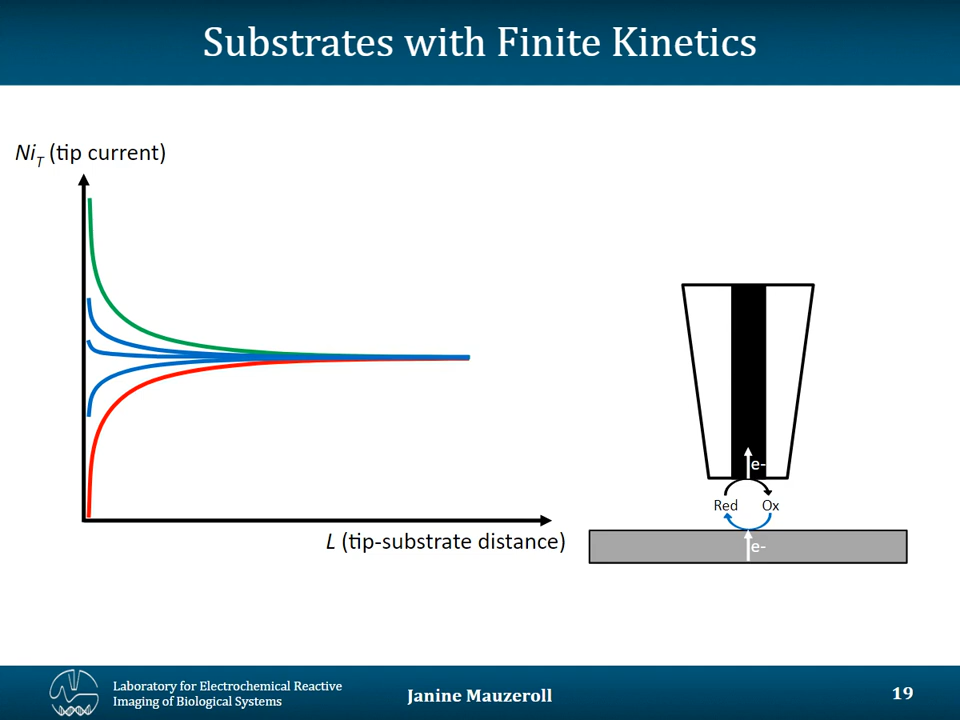 Substrates with Finite Kinetics
Ni_T (tip current)
e-
Red Ox
e-
L (tip-substrate distance)
Laboratory for Electrochemical Reactive
Imaging of Biological Systems
Janine Mauzeroll
19